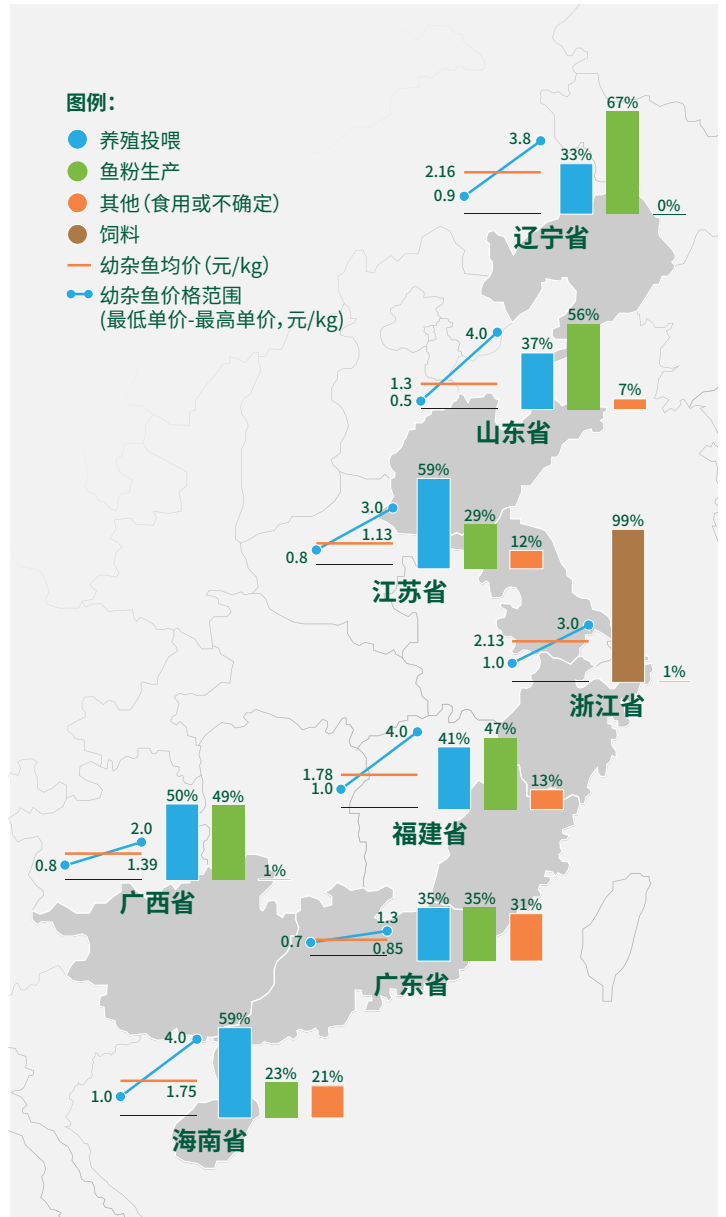 图例：
养殖投喂
鱼粉生产
其他（食用或不确定）
饲料
幼杂鱼均价（元/kg）
幼杂鱼价格范围
(最低单价-最高单价，元/kg)
67%
3.8
33%
2.16
0.9
0%
辽宁省
56%
4.0
37%
1.3
7%
0.5
山东省
59%
3.0
29%
1.13
12%
0.8
江苏省
99%
3.0
2.13
1.0
1%
浙江省
47%
4.0
41%
1.78
13%
1.0
福建省
50%
49%
2.0
0.8
1.39
1%
广西省
35%
35%
31%
1.3
0.7
0.85
广东省
59%
4.0
23%
21%
1.75
1.0
海南省